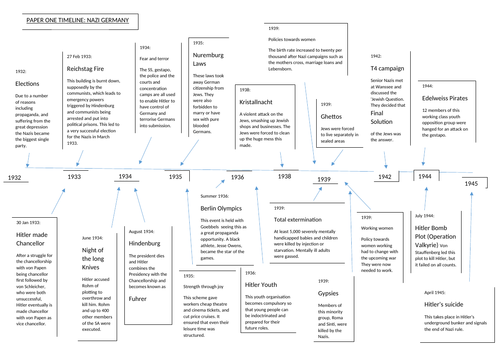 PAPER ONE TIMELINE: NAZI GERMANY
1932:
Elections
Due to a number
of reasons
including
propaganda, and
suffering from the
great depression
the Nazis became
the biggest single
party.
27 Feb 1933:
Reichstag Fire
This building is burnt down,
supposedly by the
communists, which leads to
emergency powers
triggered by Hindenburg
and communists being
arrested and put into
political prisons. This led to
a very successful election
for the Nazis in March
1933.
1934:
Fear and terror
The SS, gestapo,
the police and the
courts and
concentration
camps are all used
to enable Hitler to
have control of
Germany and
terrorise Germans
into submission.
1935:
Nuremburg
Laws
These laws took
away German
citizenship from
Jews. They were
also forbidden
to marry or have
sex with pure
blooded
Germans.
1938:
Kristallnacht
A violent attack on the
Jews, smashing up Jewish
shops and businesses. The
Jews were forced to clean
up the huge mess this
made.
1939:
Policies towards women
The birth rate increased to twenty per
thousand after Nazi campaigns such as
the mothers cross, marriage loans and
Lebensborn.
1939:
Ghettos
Jews were forced
to live separately in
sealed areas
1942:
T4 campaign
Senior Nazis met
at Wannsee and
discussed the
Jewish Question.
They decided that
Final
Solution
of the Jews was
the answer.
1944:
Edelweiss Pirates
12 members of this
working class youth
opposition group were
hanged for an attack on
the gestapo.
1932
1933
1934
1935
1936
1938
1939
1942
1944
1945
30 Jan 1933:
Hitler made
Chancellor
After a struggle for the
chancellorship with
von Papen being
chancellor first
followed by
von Schleicher,
who were both
unsuccessful.
Hitler eventually is
made chancellor
with von Papen as
vice chancellor.
June 1934:
Night of
the long
Knives
Hitler accused
Rohm of
plotting to
overthrow and
kill him. Rohm
and up to 400
other members
of the SA were
executed.
August 1934:
Hindenburg
The president dies
and Hitler
combines the
Presidency with the
Chancellorship and
becomes known as
Fuhrer
1935:
Strength through joy
This scheme gave
workers cheap theatre
and cinema tickets, and
cut price cruises. It
ensured that even their
leisure time was
structured.
Summer 1936:
Berlin Olympics
This event is held with
Goebbels seeing this as
a great propaganda
opportunity. A black
athlete, Jesse Owens,
became the star of the
games.
1936:
Hitler Youth
This youth organisation
becomes compulsory so
that young people can
be indoctrinated and
prepared for their
future roles.
1939:
Total extermination
At least 5,000 severely mentally
handicapped babies and children
were killed by injection or
starvation. Mentally ill adults
were gassed.
1939:
Gypsies
Members of
this minority
group, Roma
and Sinti, were
killed by the
Nazis.
1939:
Working women
Policy towards
women working
had to change with
the upcoming war
They were now
needed to work.
July 1944:
Hitler Bomb
Plot (Operation
Valkyrie) Von
Stauffenberg led this
plot to kill Hitler, but
it failed on all counts.
April 1945:
Hitler's suicide
This takes place in Hitler's
underground bunker and signals
the end of Nazi rule.